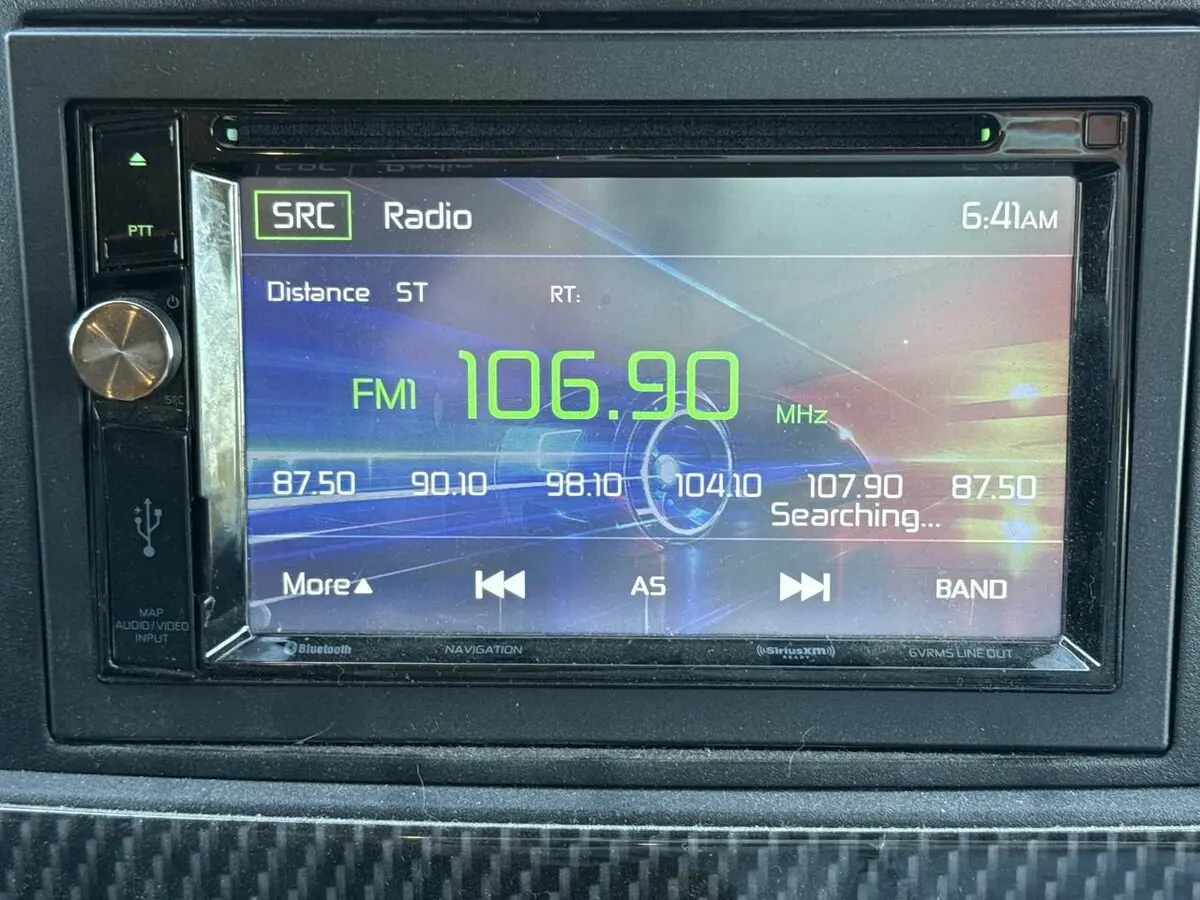 PTT
SRC Radio 6:41AM
Distance ST RT:
FM1 106.90 MHz
SRC
87.50 90.10 98.10 104.10 107.90 87.50
Searching...
More AS BAND
MAP
AUDIO/VIDEO
INPUT
Bluetooth NAVIGATION ((SiriusXM)) 6VRMS LINE OUT
READY